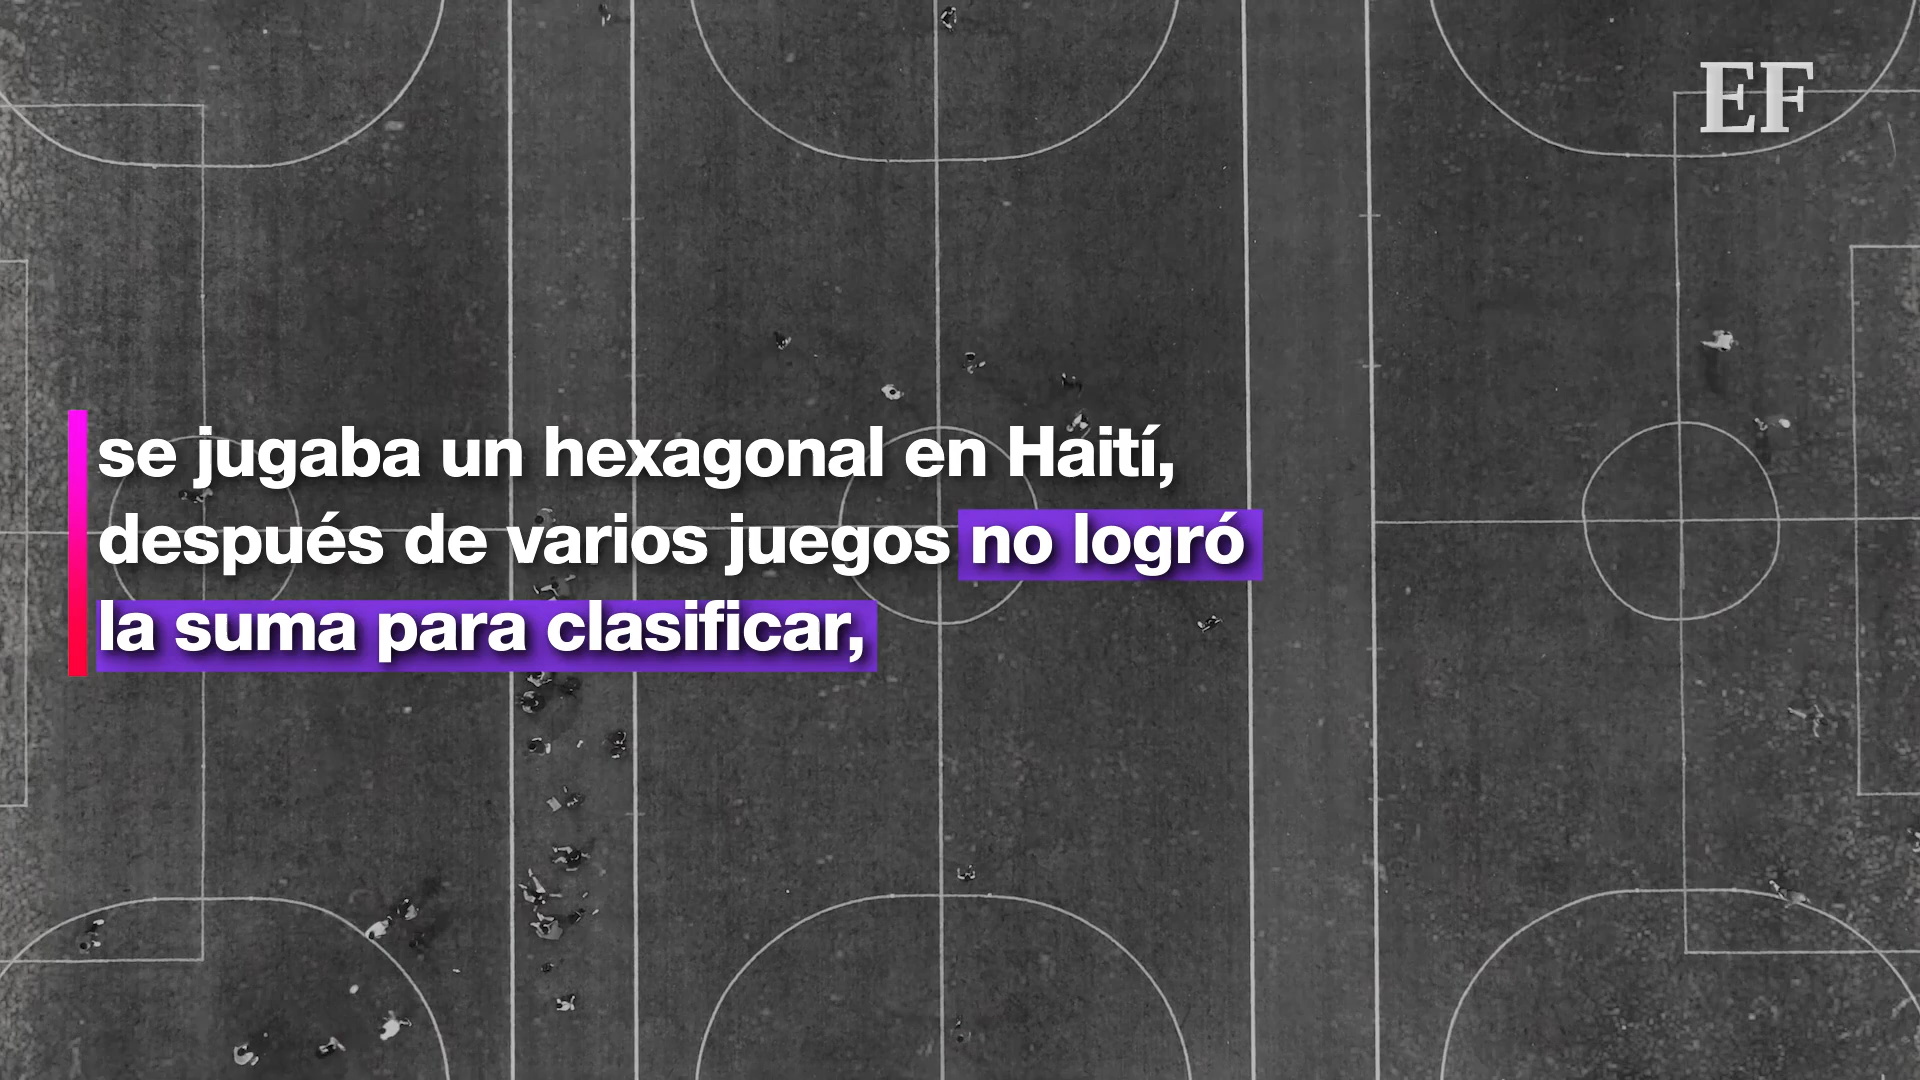 EF
se jugaba un hexagonal en Haití,
después de varios juegos no logró
la suma para clasificar,